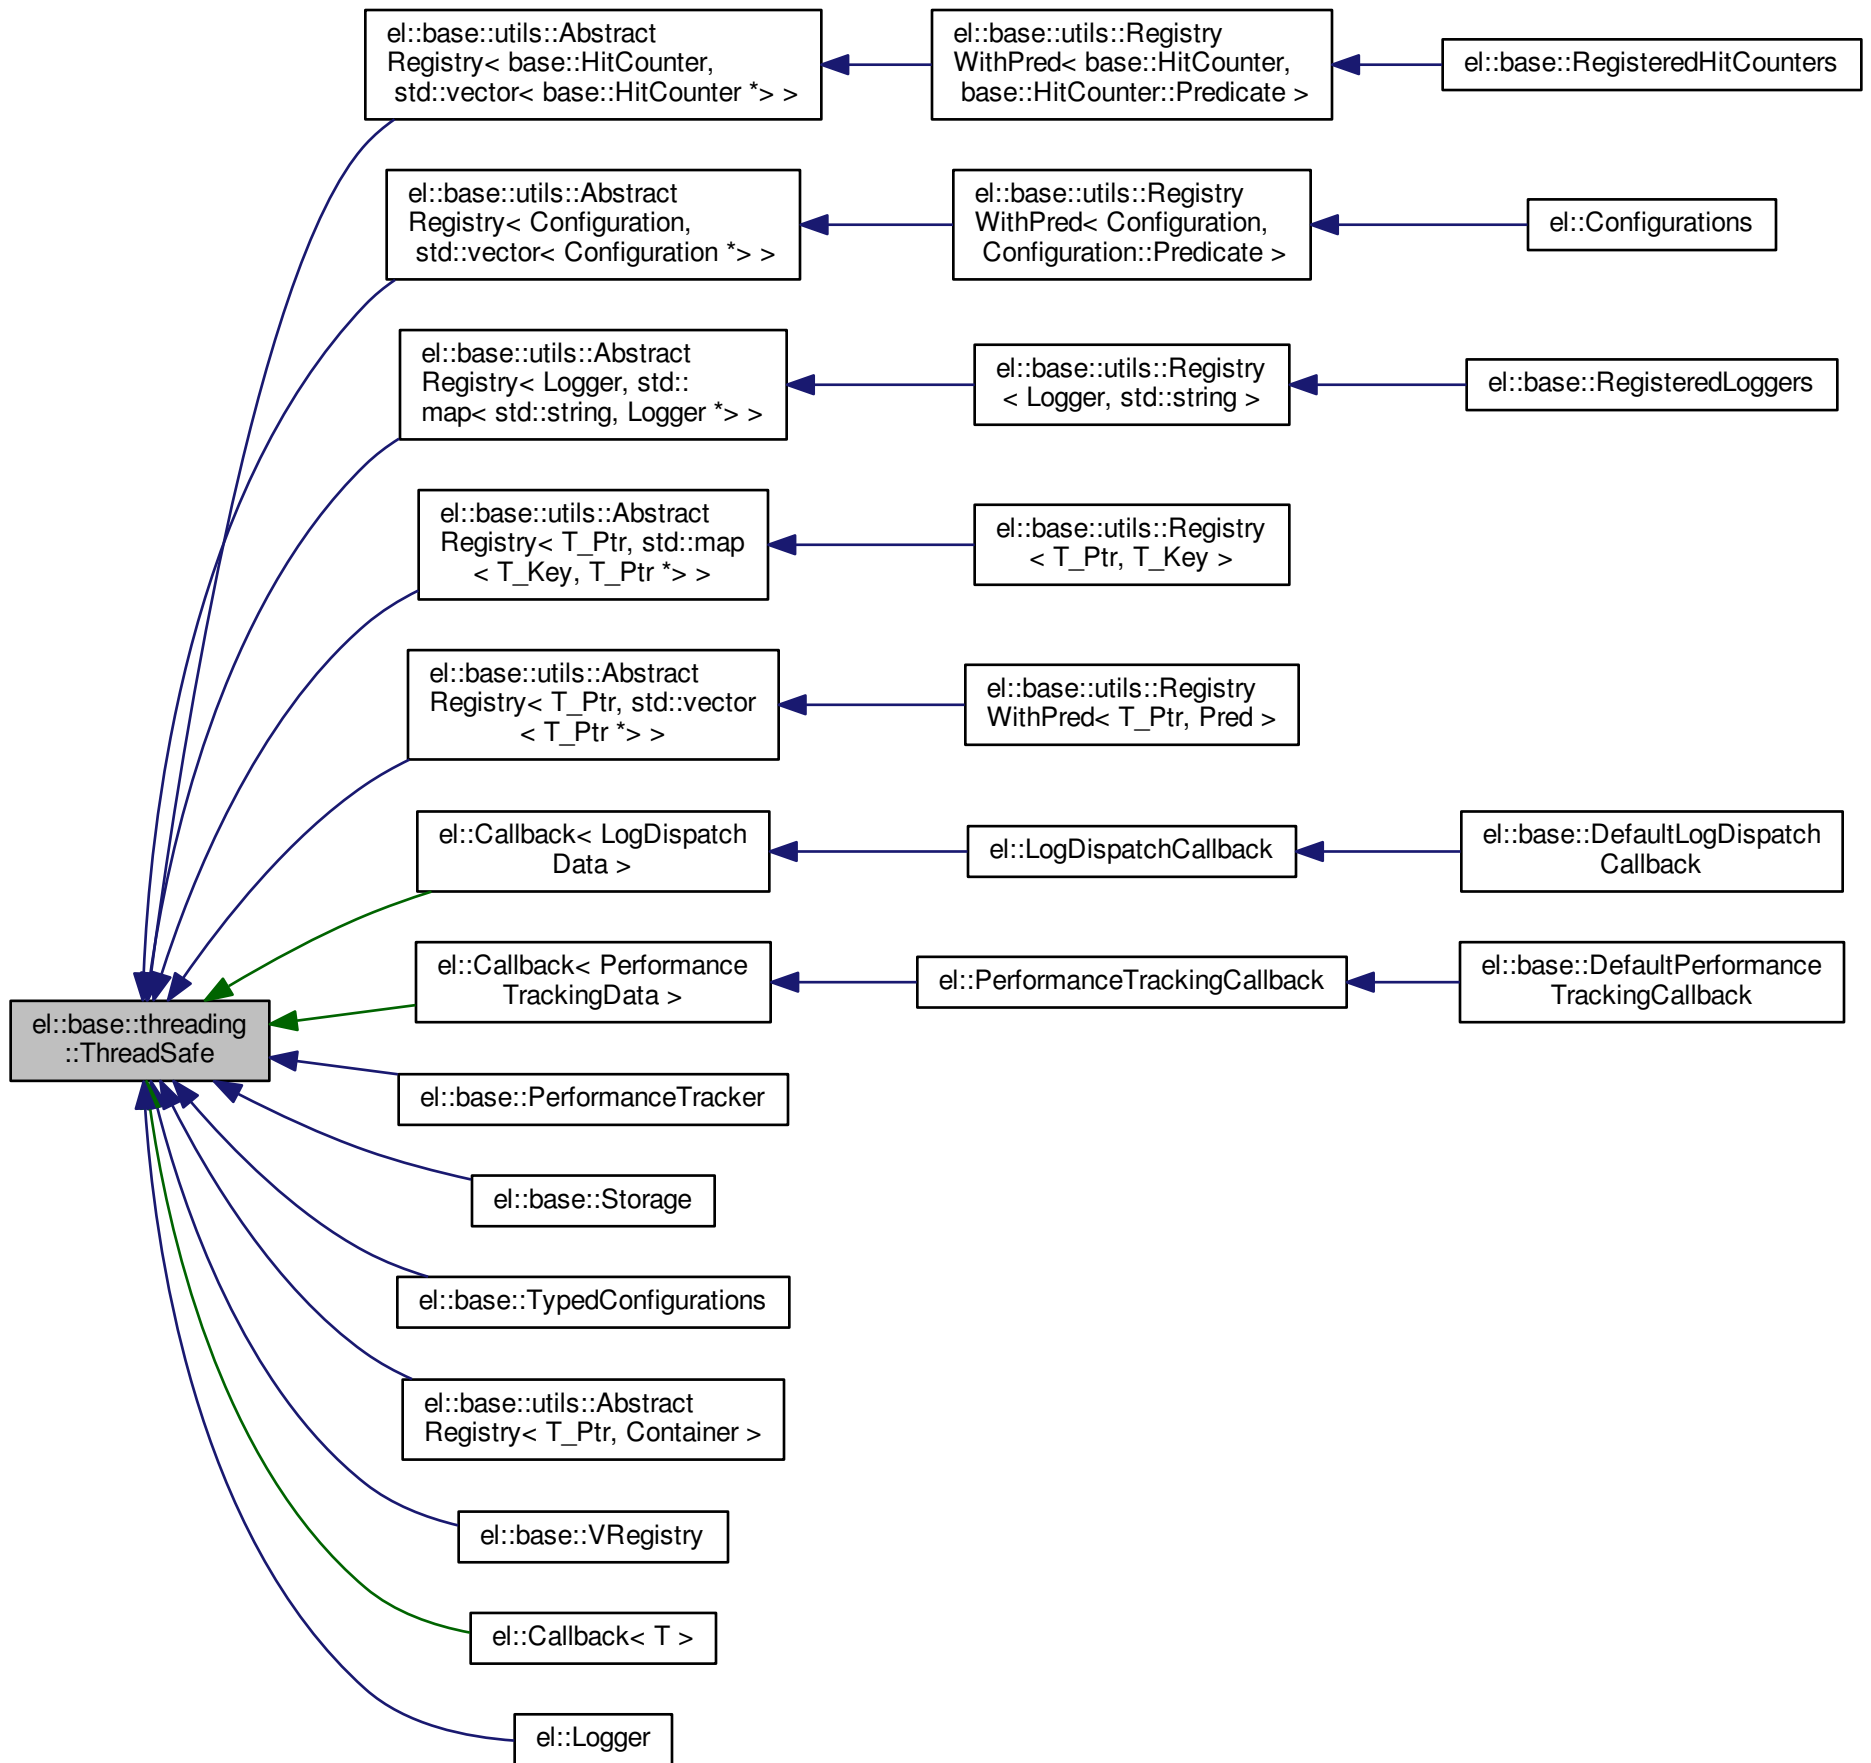 el::base::utils::Abstract
Registry< base::HitCounter,
std::vector< base::HitCounter *> >
el::base::utils::Registry
WithPred< base::HitCounter,
base::HitCounter::Predicate >
el::base::RegisteredHitCounters
el::base::utils::Abstract
Registry< Configuration,
std::vector< Configuration *> >
el::base::utils::Registry
WithPred< Configuration,
Configuration::Predicate >
el::Configurations
el::base::utils::Abstract
Registry< Logger, std::
map< std::string, Logger *> >
el::base::utils::Registry
< Logger, std::string >
el::base::RegisteredLoggers
el::base::utils::Abstract
Registry< T_Ptr, std::map
< T_Key, T_Ptr *> >
el::base::utils::Registry
< T_Ptr, T_Key >
el::base::utils::Abstract
Registry< T_Ptr, std::vector
< T_Ptr *> >
el::base::utils::Registry
WithPred< T_Ptr, Pred >
el::Callback< LogDispatch
Data >
el::LogDispatchCallback
el::base::DefaultLogDispatch
Callback
el::Callback< Performance
TrackingData >
el::PerformanceTrackingCallback
el::base::DefaultPerformance
TrackingCallback
el::base::threading
::ThreadSafe
el::base::PerformanceTracker
el::base::Storage
el::base::TypedConfigurations
el::base::utils::Abstract
Registry< T_Ptr, Container >
el::base::VRegistry
el::Callback< T >
el::Logger